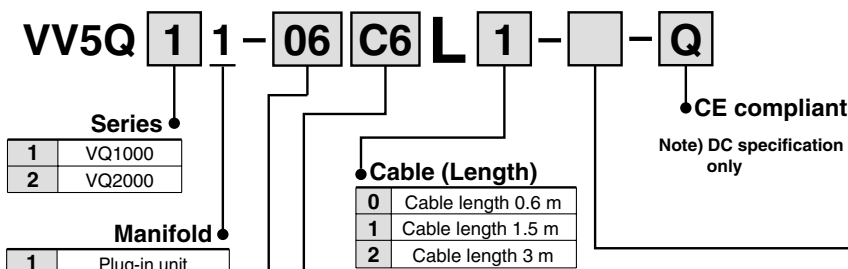 VV5Q 1 1 - 06 C6 L 1 - - Q
CE compliant
Note) DC specification
only
Series
1 VQ1000
2 VQ2000
Cable (Length)
0 Cable length 0.6 m
1 Cable length 1.5 m
2 Cable length 3 m
Manifold
1 Plug-in unit